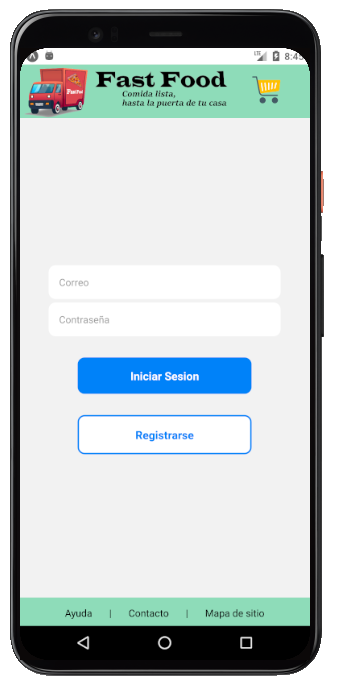 LTE 8:45
Fast Food
Comida lista,
hasta la puerta de tu casa
Correo
Contraseña
Iniciar Sesion
Registrarse
Ayuda | Contacto | Mapa de sitio